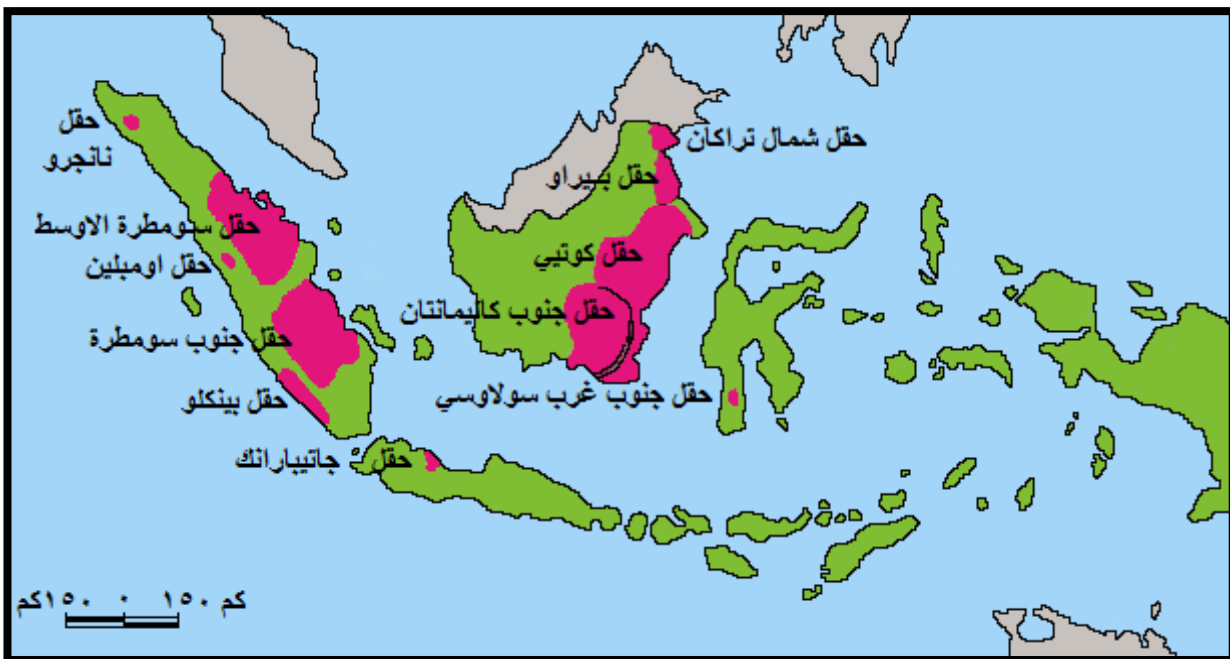 حقل
نانجرو
حقل شمال تراكان
حقل بيراو
حقل سومطرة الاوسط
حقل اومبلين
حقل كوتيي
حقل جنوب كاليمانتان
حقل جنوب سومطرة
حقل بينكلو
حقل جنوب غرب سولاوسي
حقل جاتيبارانك
١٥٠ ٠ ١٥٠كم كم